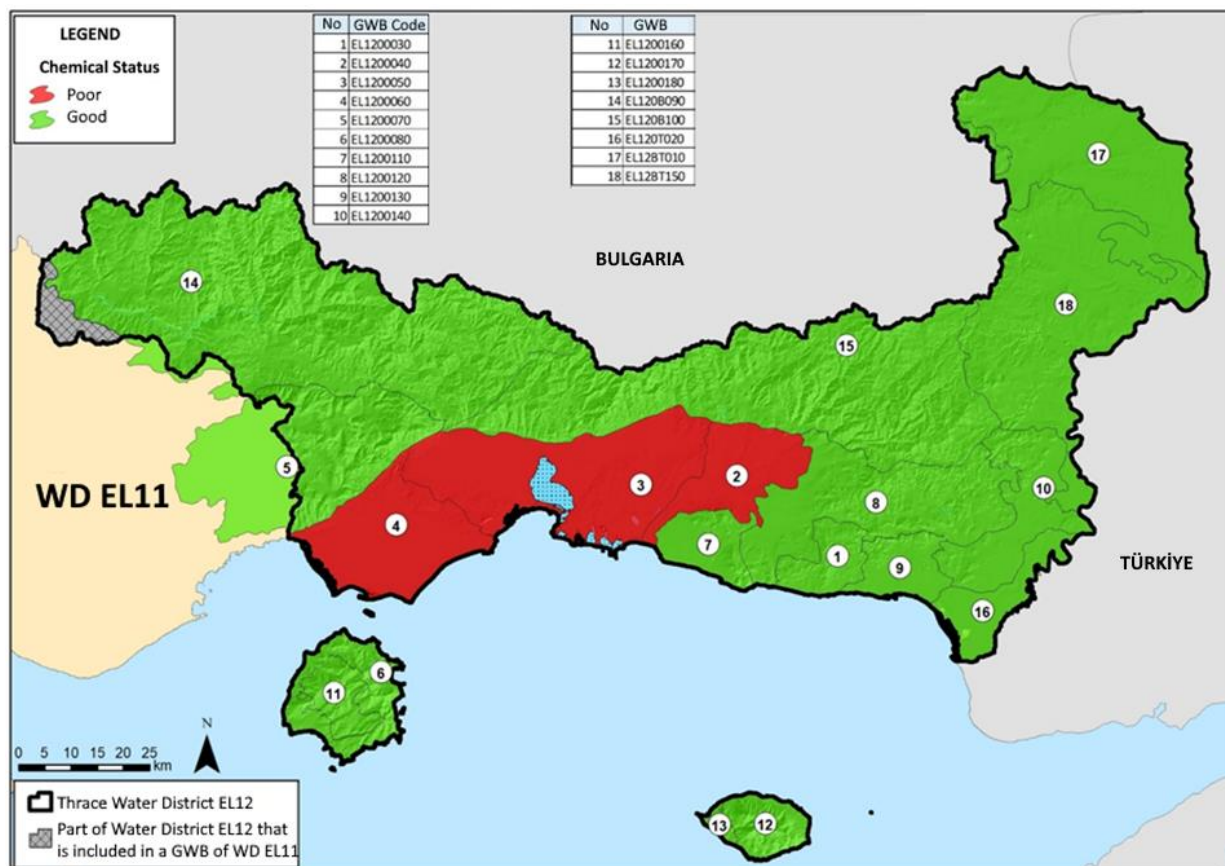 LEGEND
Chemical Status
Poor
Good
No GWB Code
1 EL1200030
2 EL1200040
3 EL1200050
4 EL1200060
5 EL1200070
6 EL1200080
7 EL1200110
8 EL1200120
9 EL1200130
10 EL1200140
No GWB
11 EL1200160
12 EL1200170
13 EL1200180
14 EL120B090
15 EL120B100
16 EL120T020
17 EL12BT010
18 EL12BT150
17
BULGARIA
14
18
15
WD EL11
5
3
2
4
8
10
7
1
9
TÜRKİYE
16
6
11
N
0 5 10 15 20 25
km
Thrace Water District EL12
Part of Water District EL12 that
is included in a GWB of WD EL11
13
12